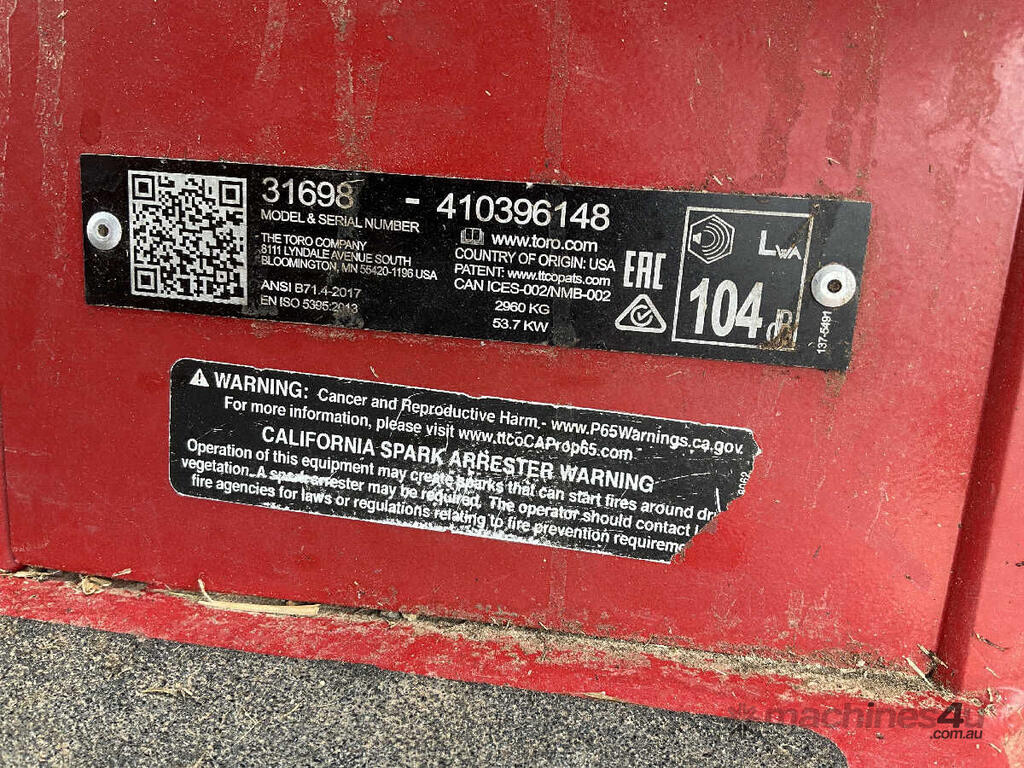 31698 - 410396148
MODEL & SERIAL NUMBER
THE TORO COMPANY
8111 LYNDALE AVENUE SOUTH
BLOOMINGTON, MN 55420-1196 USA
ANSI B71.4-2017
EN ISO 5395:2013
www.toro.com
COUNTRY OF ORIGIN: USA
PATENT: www.ttcopats.com
CAN ICES-002/NMB-002
2960 KG
53.7 KW
EAC
LWA
104 dB
137-5491
WARNING: Cancer and Reproductive Harm - www.P65Warnings.ca.gov.
For more information, please visit www.ttcoCAProp65.com
CALIFORNIA SPARK ARRESTER WARNING
Operation of this equipment may create sparks that can start fires around
vegetation. A spark arrester may be required. The operator should contact
fire agencies for laws or regulations relating to fire prevention
machines4u
.com.au